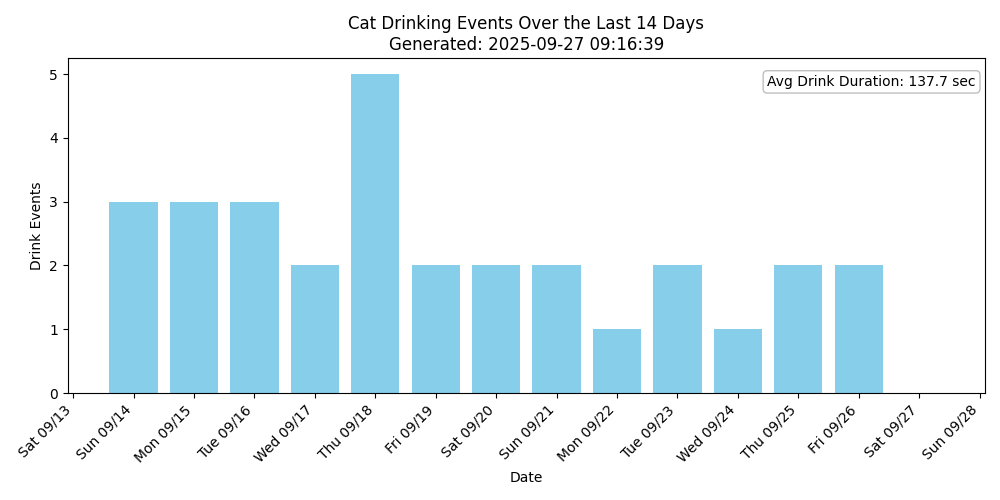 Cat Drinking Events Over the Last 14 Days
Generated: 2025-09-27 09:16:39
Avg Drink Duration: 137.7 sec
Drink Events
5
4
3
2
1
0
Sat 09/13
Sun 09/14
Mon 09/15
Tue 09/16
Wed 09/17
Thu 09/18
Fri 09/19
Sat 09/20
Sun 09/21
Mon 09/22
Tue 09/23
Wed 09/24
Thu 09/25
Fri 09/26
Sat 09/27
Sun 09/28
Date